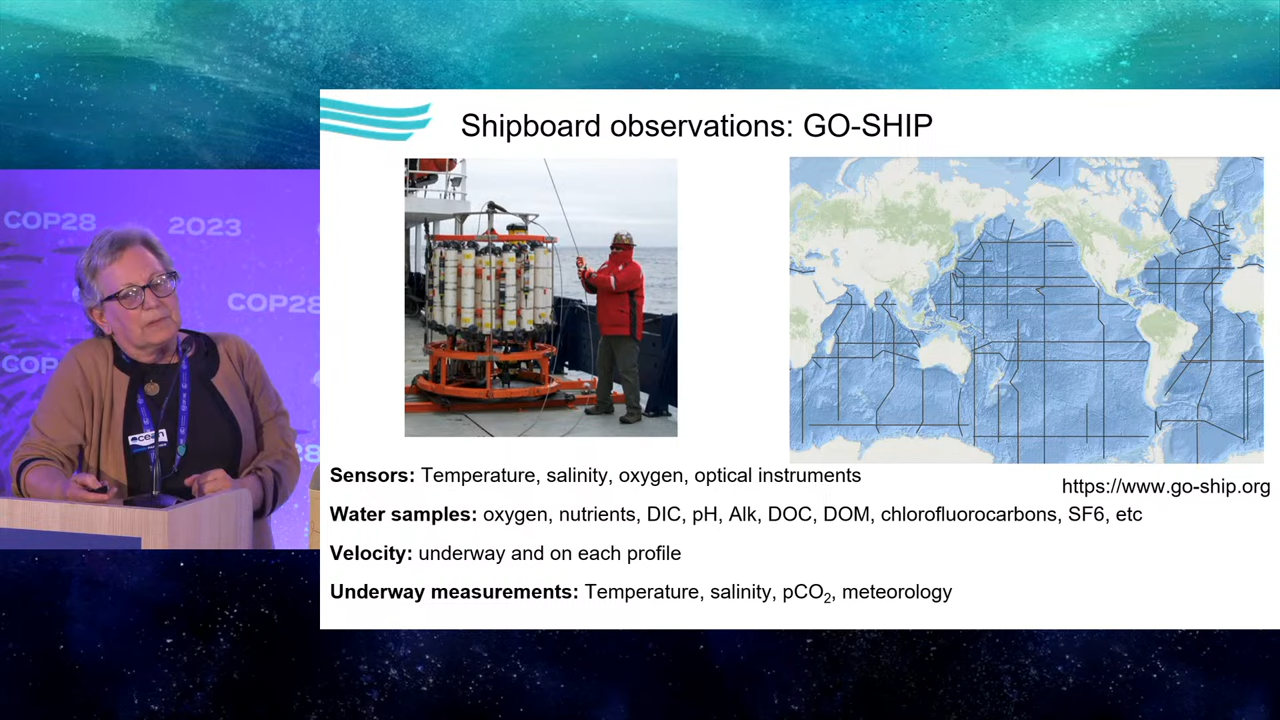 Shipboard observations: GO-SHIP
COP28
2023
COP28
COP
28
ocean
Sensors: Temperature, salinity, oxygen, optical instruments
https://www.go-ship.org
Water samples: oxygen, nutrients, DIC, pH, Alk, DOC, DOM, chlorofluorocarbons, SF6, etc
Velocity: underway and on each profile
Underway measurements: Temperature, salinity, pCO₂, meteorology